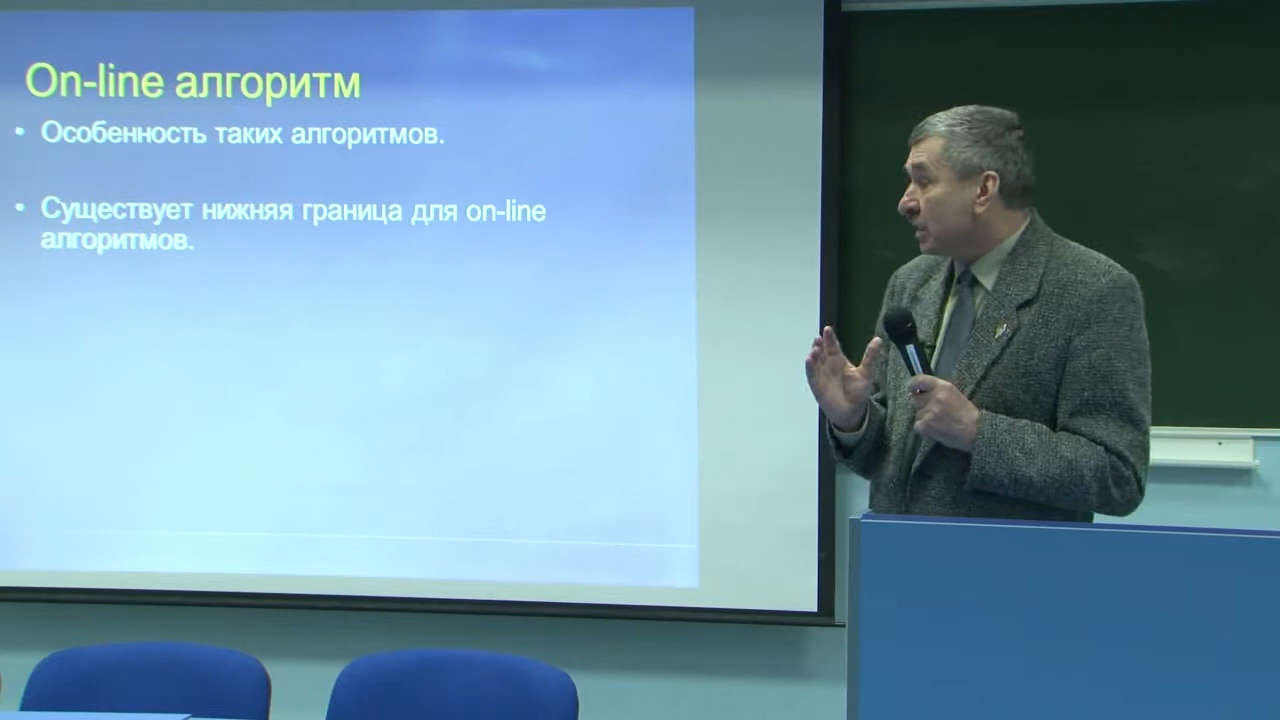 On-line алгоритм
• Особенность таких алгоритмов.
• Существует нижняя граница для on-line
алгоритмов.